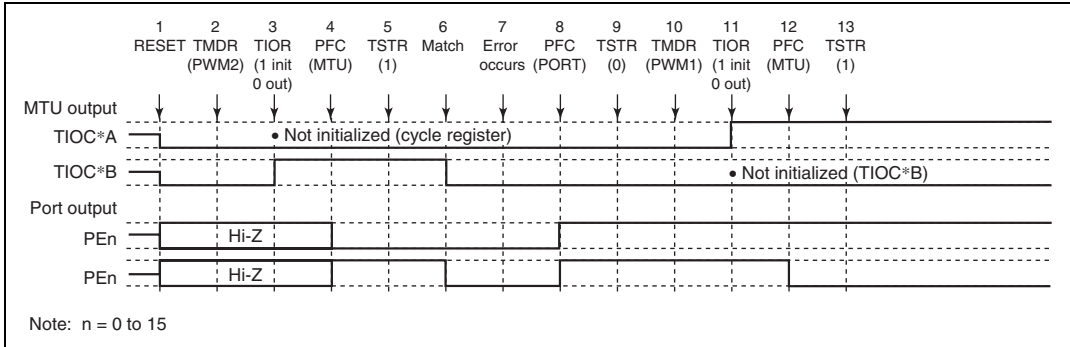 1 2 3 4 5 6 7 8 9 10 11 12 13
RESET TMDR TIOR PFC TSTR Match Error PFC TSTR TMDR TIOR PFC TSTR
(PWM2) (1 init (MTU) (1) occurs (PORT) (0) (PWM1) (1 init (MTU) (1)
0 out) 0 out)
MTU output
TIOC*A • Not initialized (cycle register)
TIOC*B • Not initialized (TIOC*B)
Port output
PEn Hi-Z
PEn Hi-Z
Note: n = 0 to 15